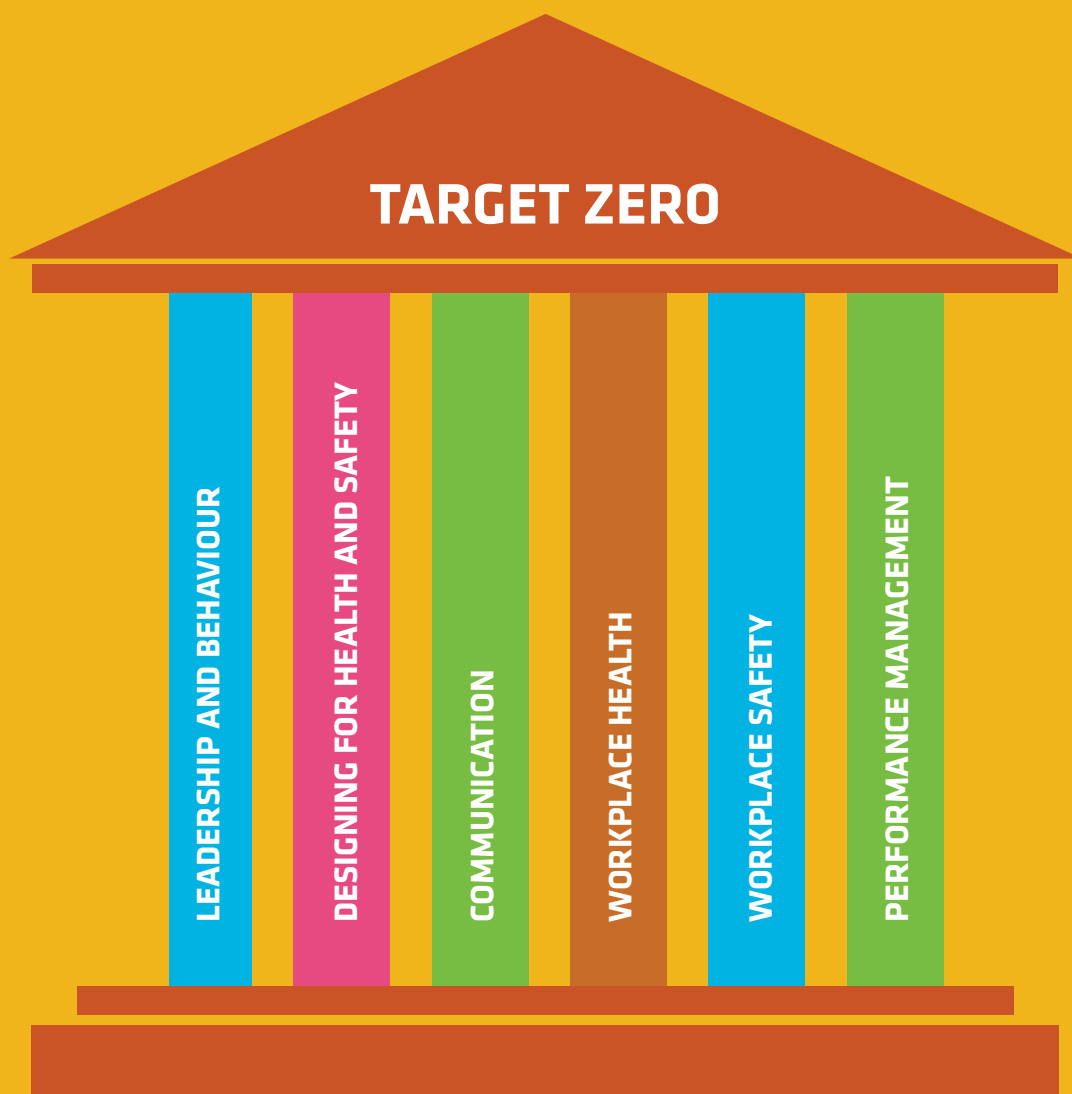 TARGET ZERO
LEADERSHIP AND BEHAVIOUR
DESIGNING FOR HEALTH AND SAFETY
COMMUNICATION
WORKPLACE HEALTH
WORKPLACE SAFETY
PERFORMANCE MANAGEMENT